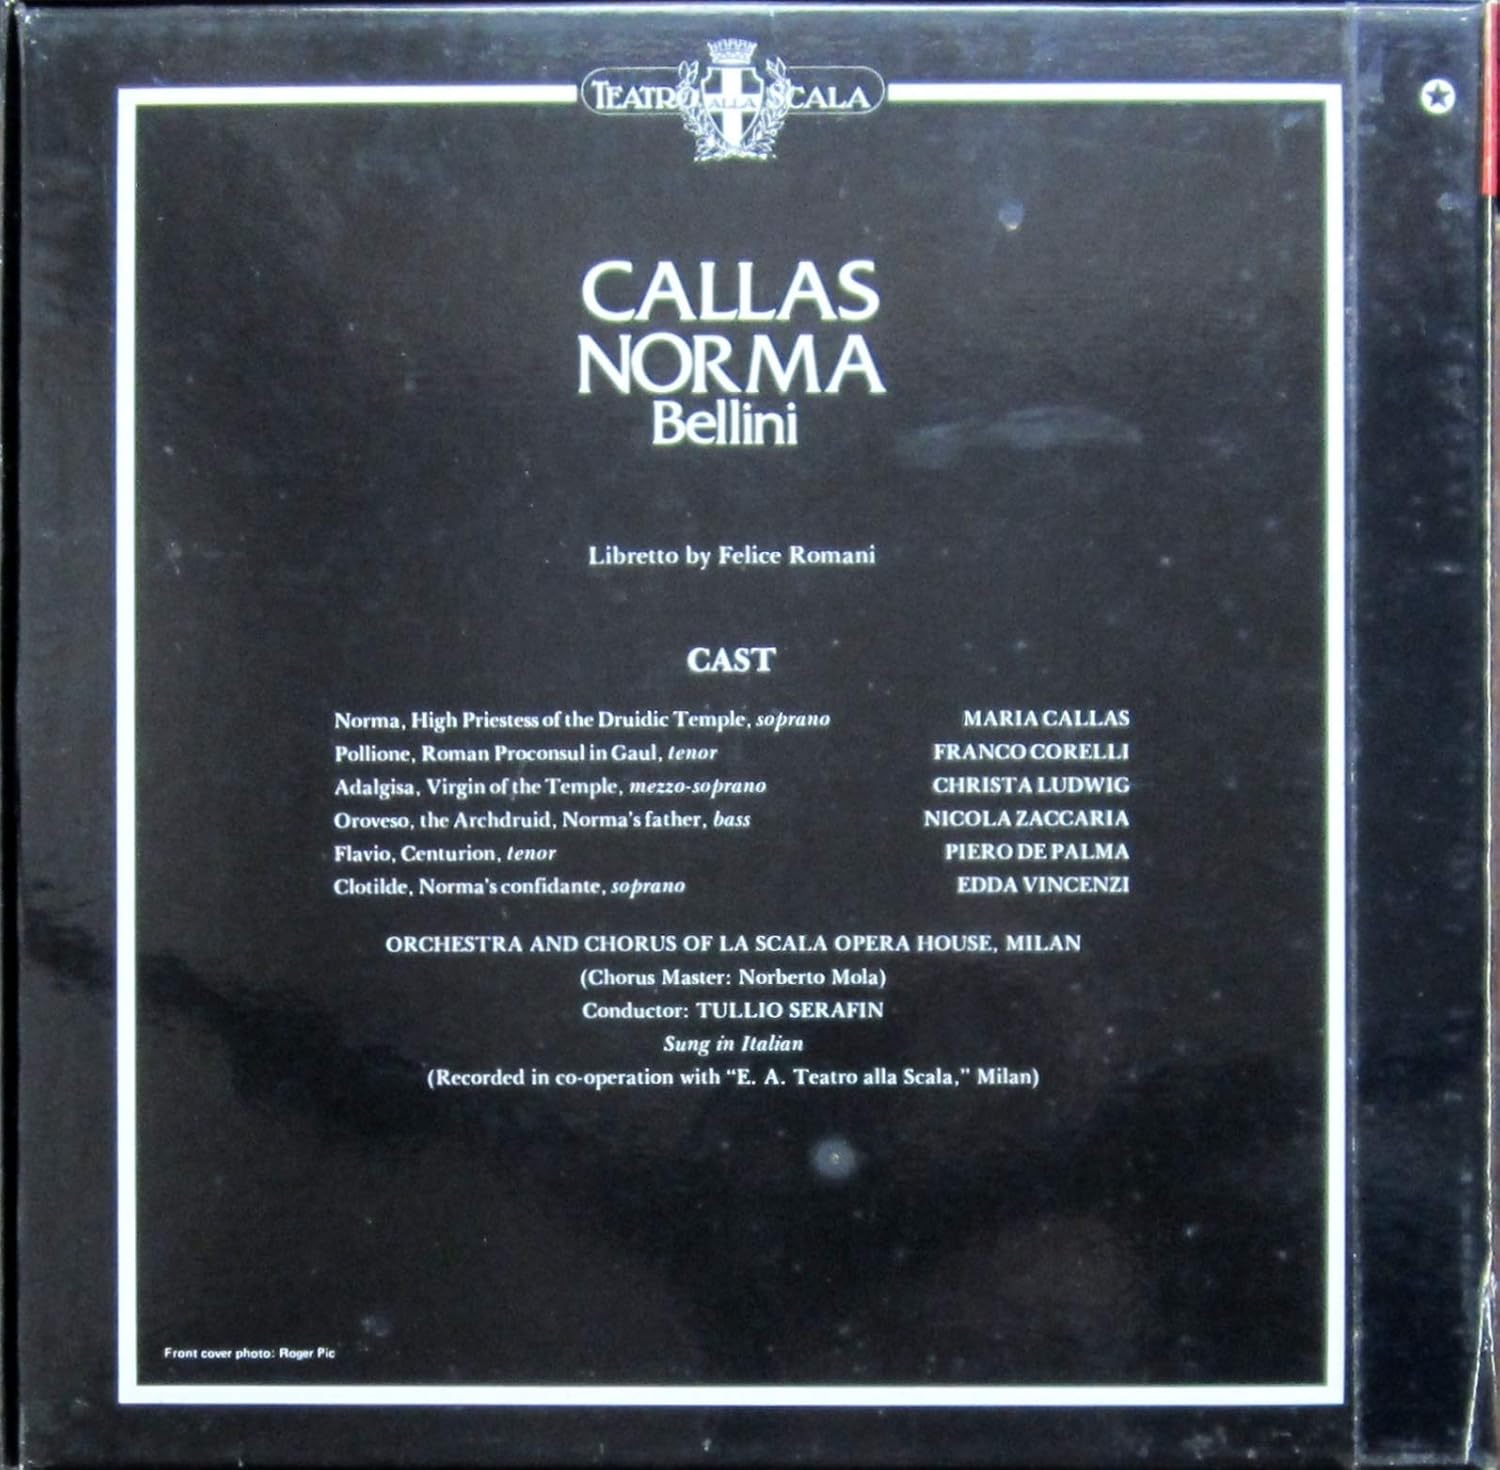 TEATRO ALLA SCALA
CALLAS
NORMA
Bellini
Libretto by Felice Romani
CAST
Norma, High Priestess of the Druidic Temple, soprano MARIA CALLAS
Pollione, Roman Proconsul in Gaul, tenor FRANCO CORELLI
Adalgisa, Virgin of the Temple, mezzo-soprano CHRISTA LUDWIG
Oroveso, the Archdruid, Norma's father, bass NICOLA ZACCARIA
Flavio, Centurion, tenor PIERO DE PALMA
Clotilde, Norma's confidante, soprano EDDA VINCENZI
ORCHESTRA AND CHORUS OF LA SCALA OPERA HOUSE, MILAN
(Chorus Master: Norberto Mola)
Conductor: TULLIO SERAFIN
Sung in Italian
(Recorded in co-operation with “E. A. Teatro alla Scala,” Milan)
Front cover photo: Roger Pic